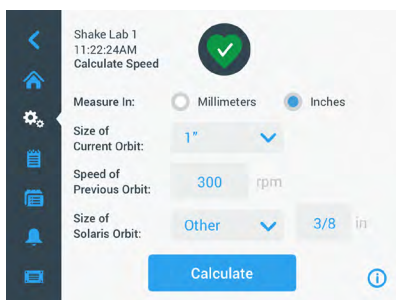 Shake Lab 1
11:22:24AM
Calculate Speed
Measure In: Millimeters Inches
Size of
Current Orbit: 1"
Speed of
Previous Orbit: 300 rpm
Size of
Solaris Orbit: Other 3/8 in
Calculate